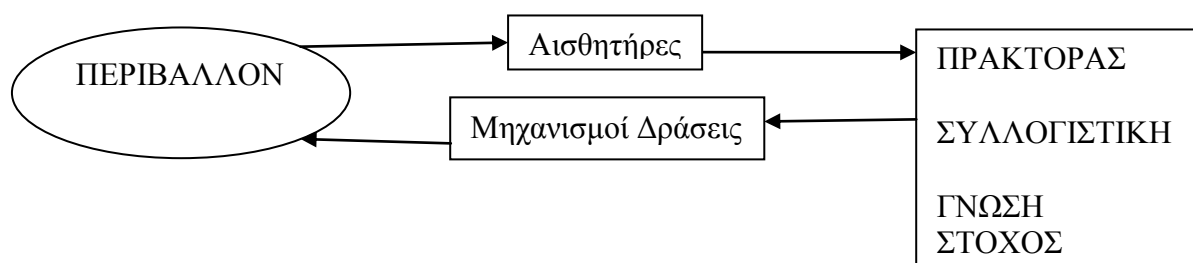 ΠΕΡΙΒΑΛΛΟΝ
Αισθητήρες
Μηχανισμοί Δράσεις
ΠΡΑΚΤΟΡΑΣ
ΣΥΛΛΟΓΙΣΤΙΚΗ
ΓΝΩΣΗ
ΣΤΟΧΟΣ